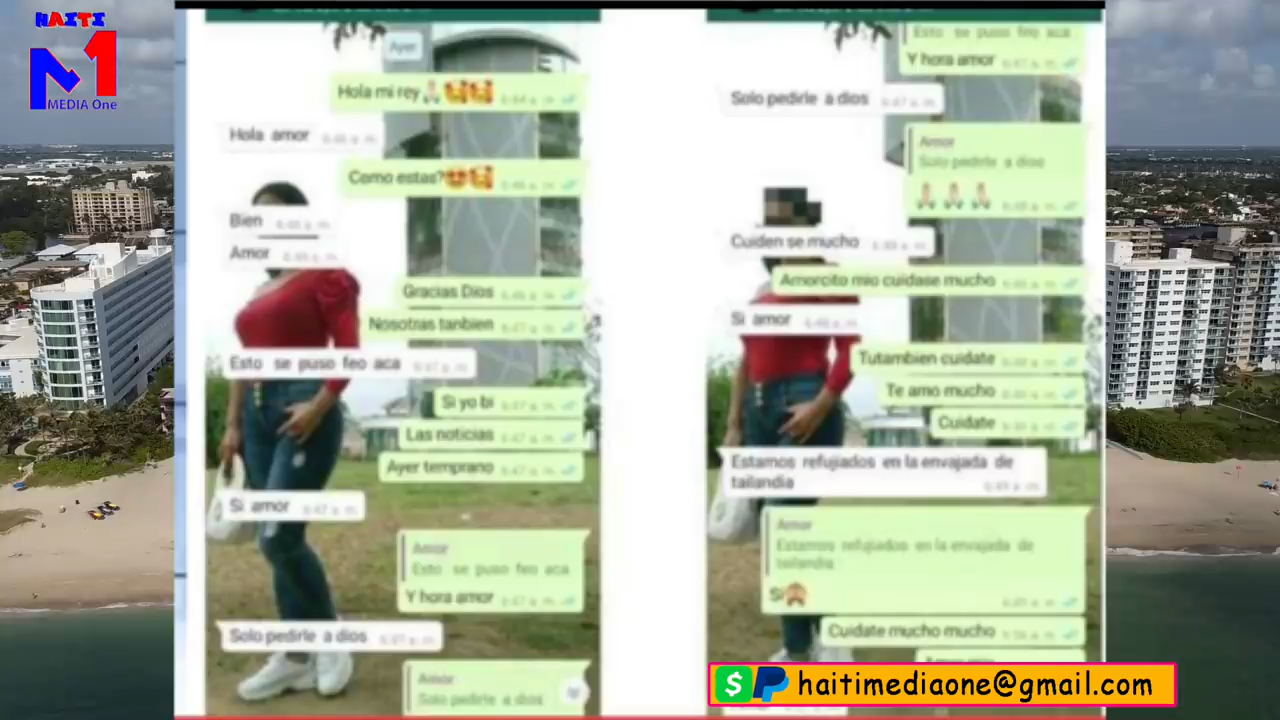 HAITI
M1
MEDIA One
Ayer
Hola mi rey
Hola amor
Como estas?
Bien
Amor
Gracias Dios
Nosotras tanbien
Esto se puso feo aca
Si yo bi
Las noticias
Ayer temprano
Si amor
Amor
Esto se puso feo aca
Y hora amor
Solo pedirle a dios
Amor
Solo pedirle a dios
Esto se puso feo aca
Y hora amor
Solo pedirle a dios
Amor
Solo pedirle a dios
Cuiden se mucho
Amorcito mio cuidase mucho
Si amor
Tutambien cuidate
Te amo mucho
Cuidate
Estamos refujiados en la envajada de
tailandia
Amor
Estamos refujiados en la envajada de
tailandia
Si
Cuidate mucho mucho
$ P haitimediaone@gmail.com